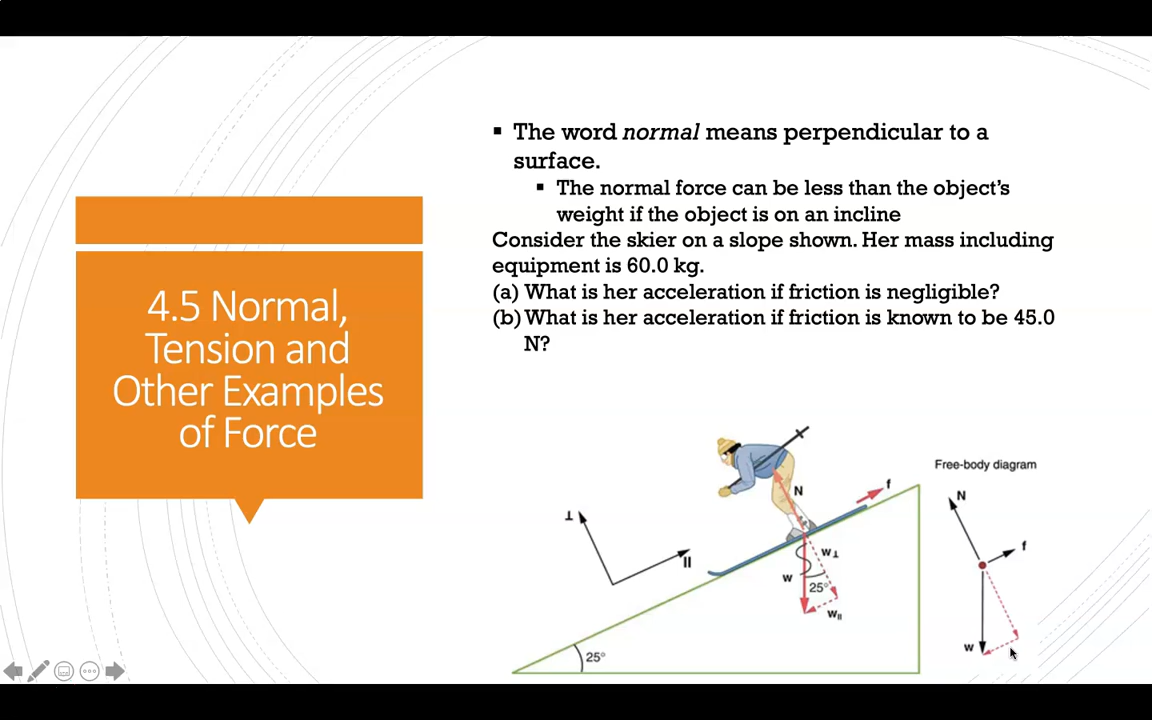 4.5 Normal,
Tension and
Other Examples
of Force
▪ The word normal means perpendicular to a
surface.
▪ The normal force can be less than the object’s
weight if the object is on an incline
Consider the skier on a slope shown. Her mass including
equipment is 60.0 kg.
(a) What is her acceleration if friction is negligible?
(b) What is her acceleration if friction is known to be 45.0
N?
Free-body diagram
f
N
N
⊥
f
||
w⊥
w
25°
w||
w
25°